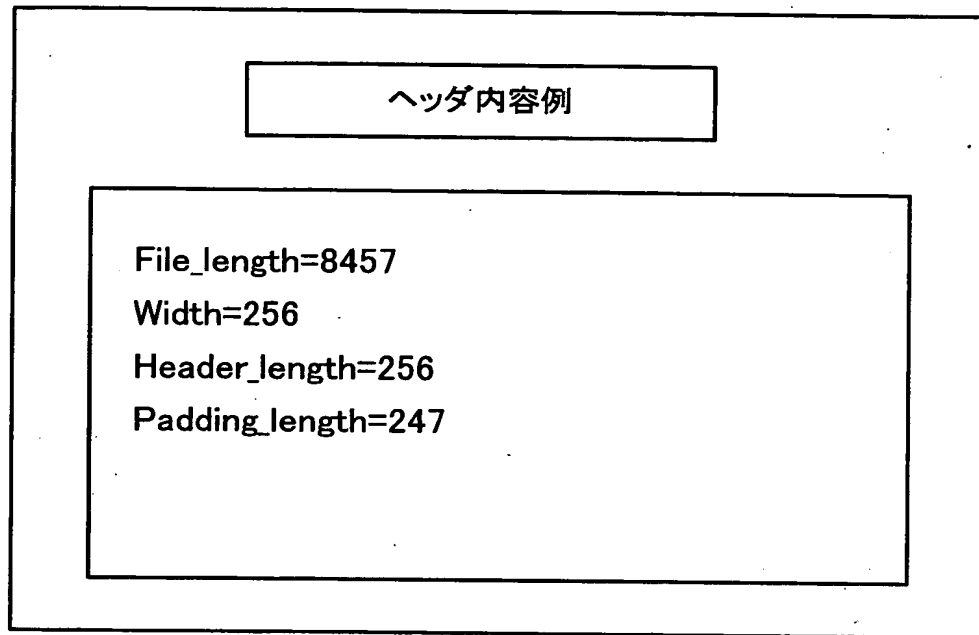 ヘッダ内容例
File_length=8457
Width=256
Header_length=256
Padding_length=247